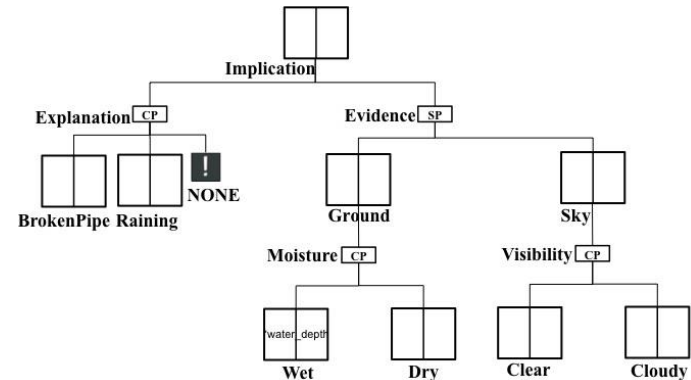 Implication
Explanation CP
Evidence SP
!
BrokenPipe Raining NONE
Ground Sky
Moisture CP
Visibility CP
*water_depth
Wet Dry Clear Cloudy